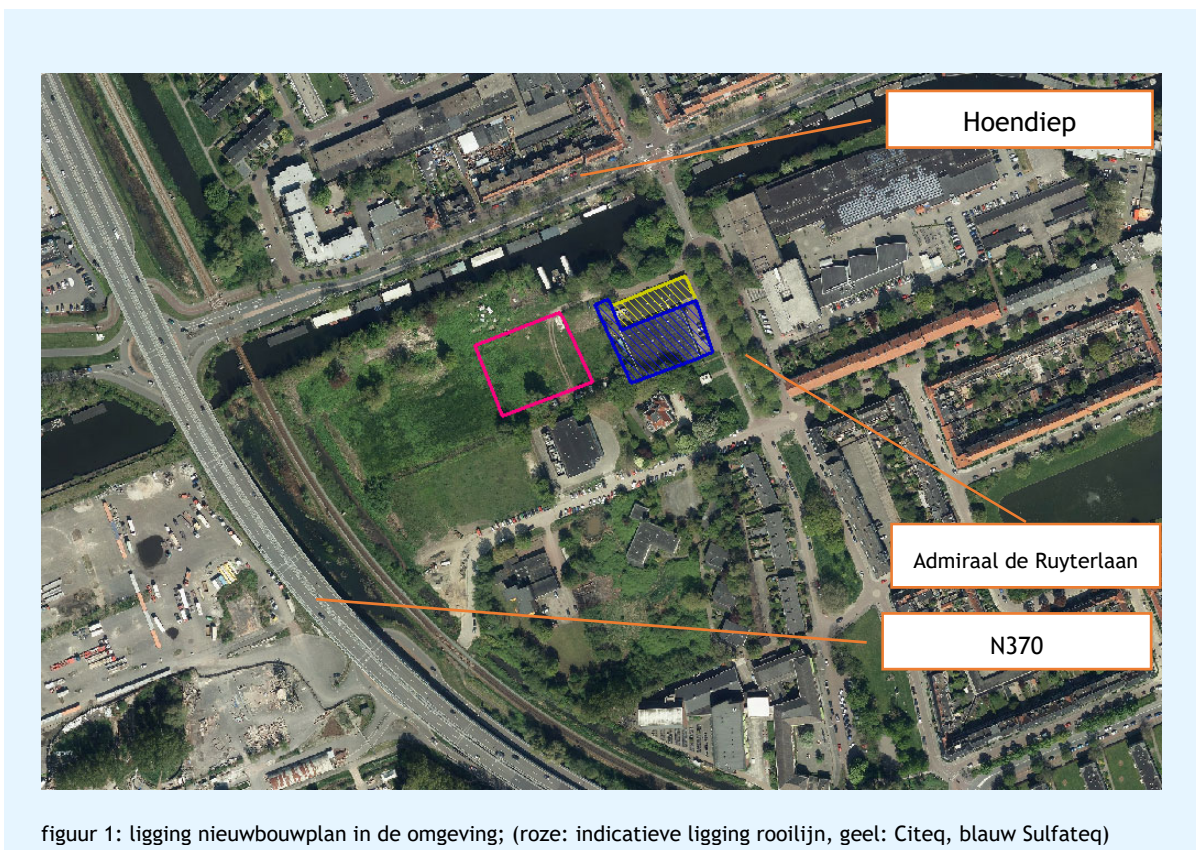 Hoendiep
Admiraal de Ruyterlaan
N370
figuur 1: ligging nieuwbouwplan in de omgeving; (roze: indicatieve ligging rooilijn, geel: Citeq, blauw Sulfateq)